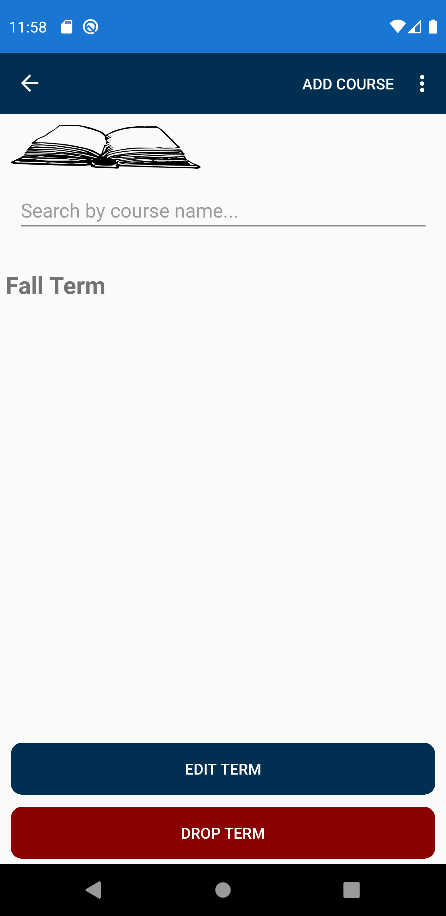 11:58
ADD COURSE
Search by course name...
Fall Term
EDIT TERM
DROP TERM